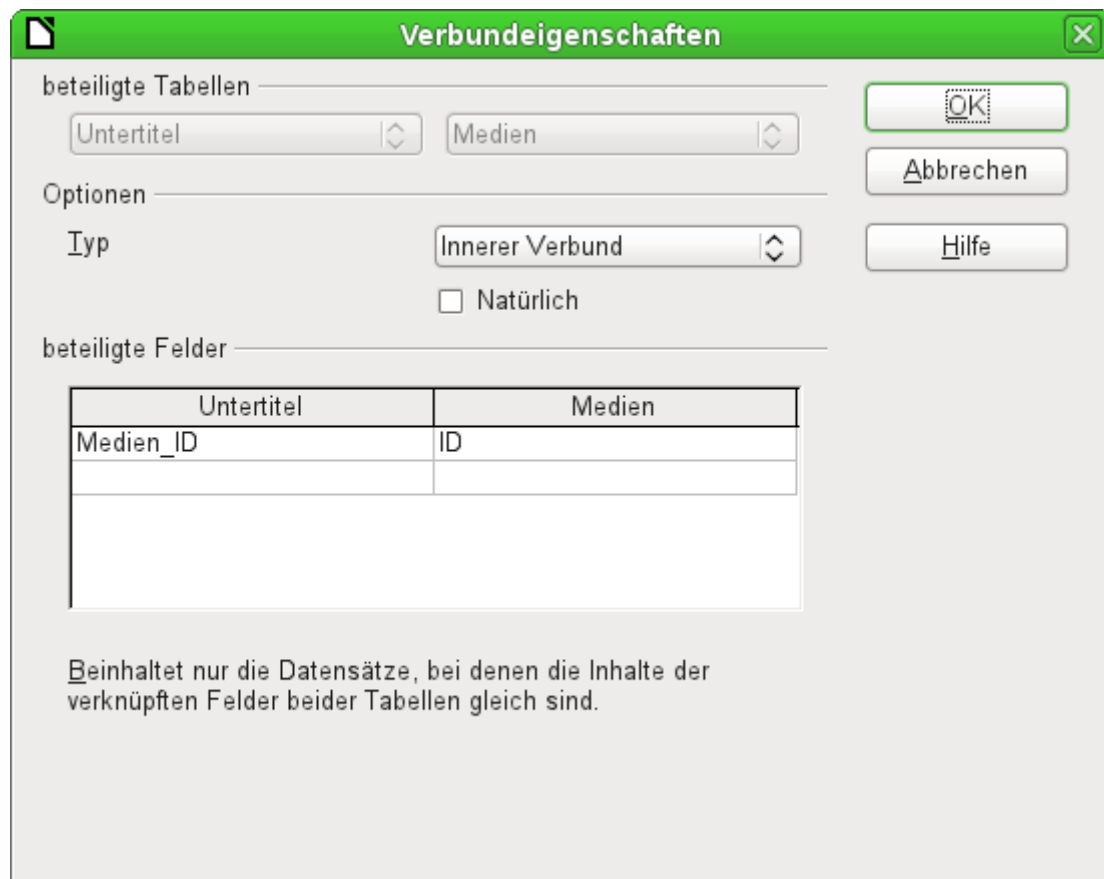 Verbundeigenschaften
beteiligte Tabellen
OK
Untertitel Medien
Abbrechen
Optionen
Typ Innerer Verbund
Hilfe
Natürlich
beteiligte Felder
Untertitel Medien
Medien_ID ID
Beinhaltet nur die Datensätze, bei denen die Inhalte der
verknüpften Felder beider Tabellen gleich sind.